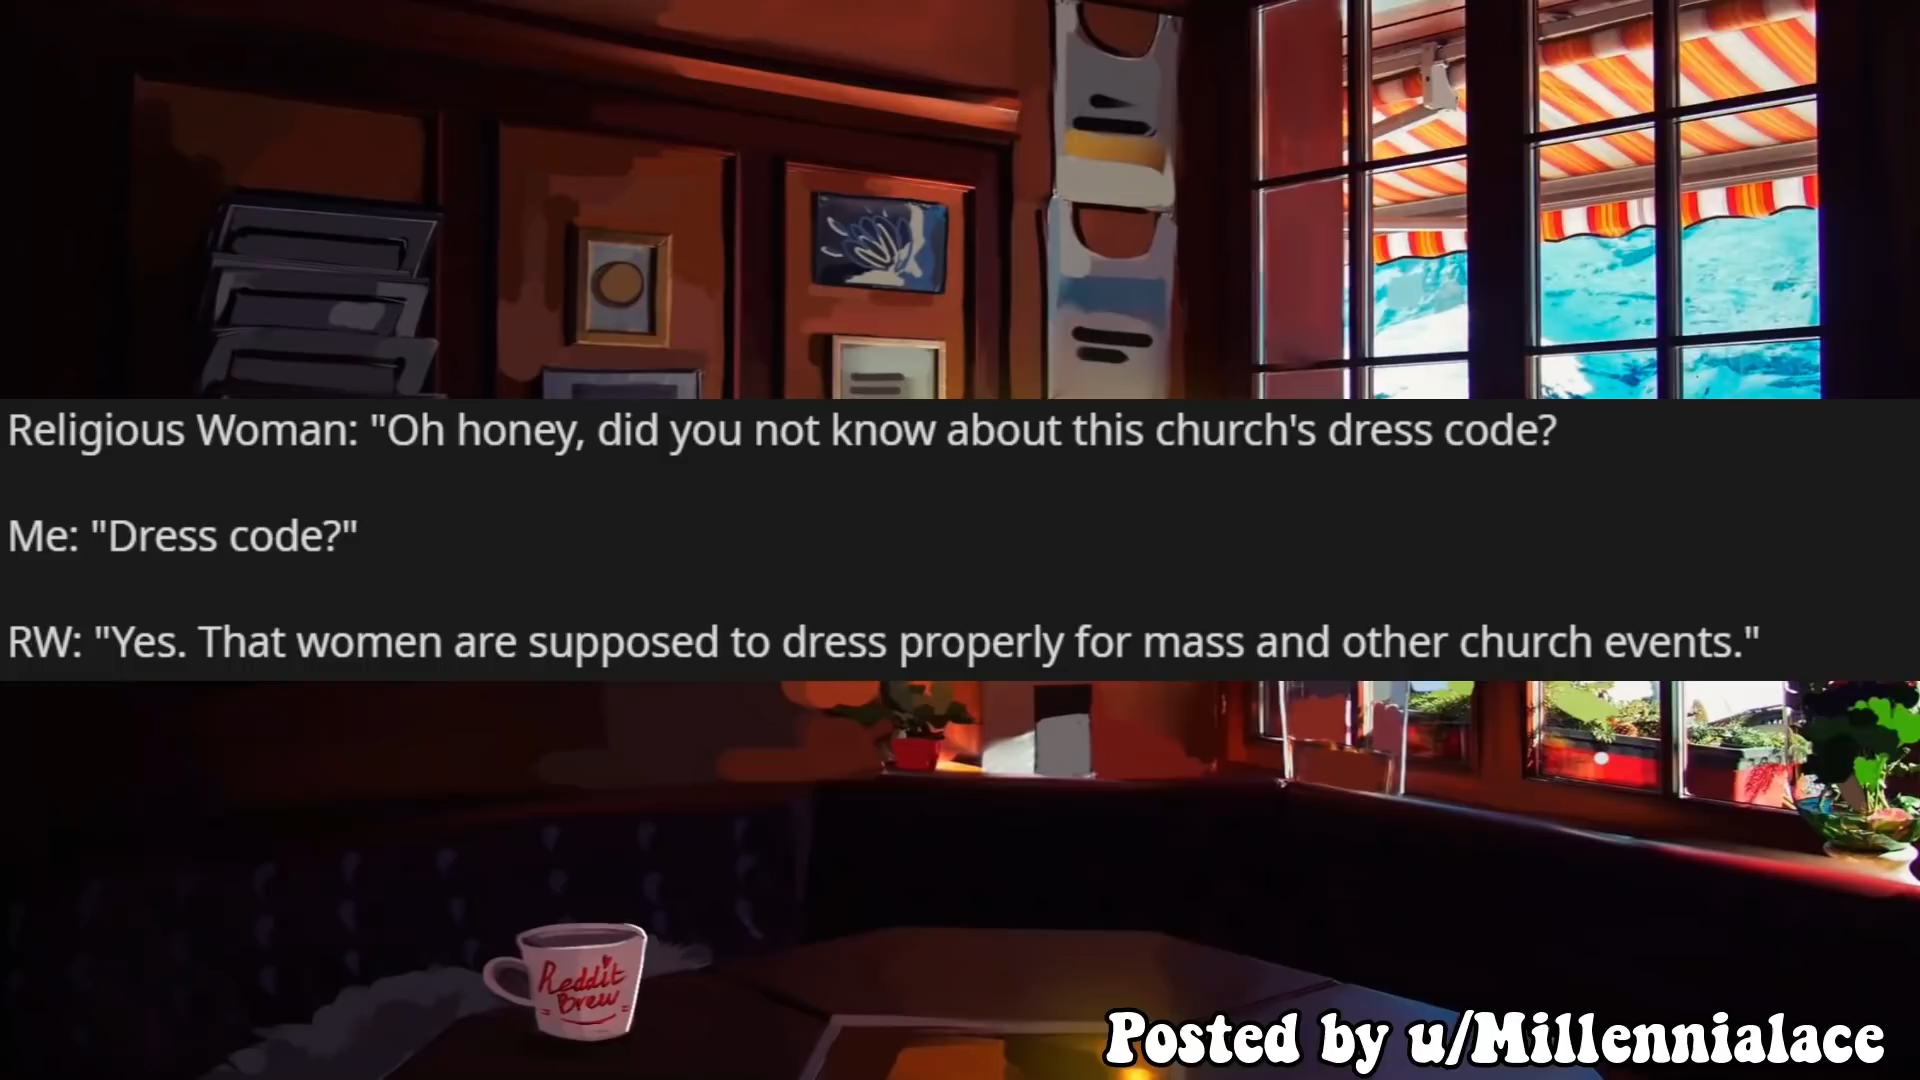 Religious Woman: "Oh honey, did you not know about this church's dress code?
Me: "Dress code?"
RW: "Yes. That women are supposed to dress properly for mass and other church events."
Reddit
Brew
Posted by u/Millennialace